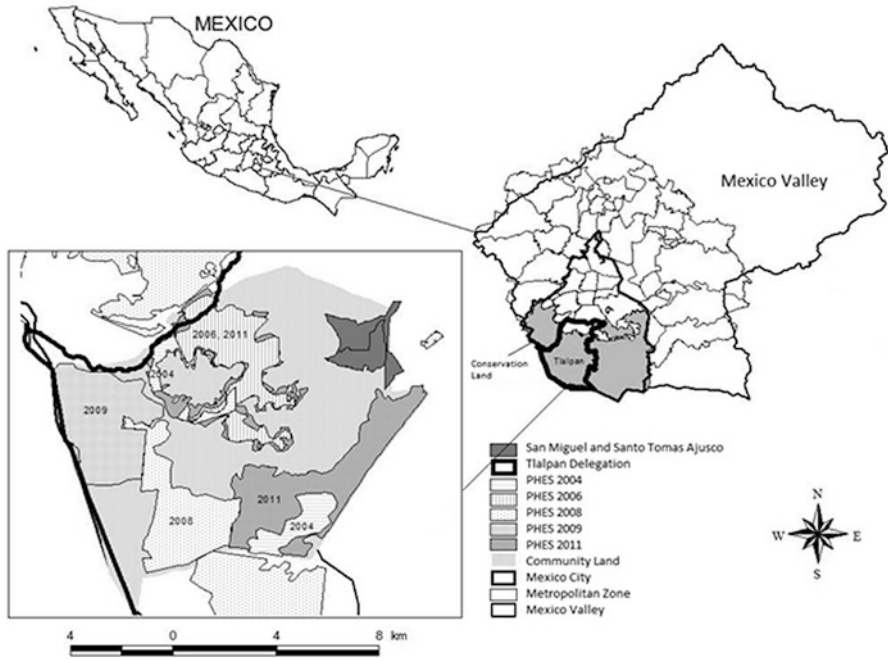 MEXICO
Mexico Valley
Conservation
Land
Tlalpan
2006, 2011
2004
2009
2011
2008
2004
San Miguel and Santo Tomas Ajusco
Tlalpan Delegation
PHES 2004
PHES 2006
PHES 2008
PHES 2009
PHES 2011
Community Land
Mexico City
Metropolitan Zone
Mexico Valley
N
W E
S
4 0 4 8 km